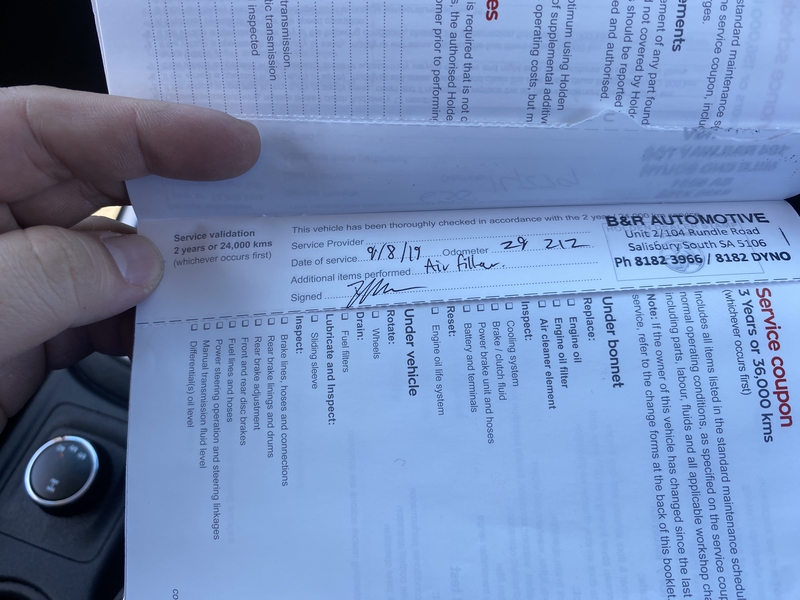 Service validation
2 years or 24,000 kms
(whichever occurs first)
This vehicle has been thoroughly checked in accordance with the 2 year
Service Provider
Date of service 8/8/19 Odometer 29 212
Additional items performed Air filter.
Signed
B&R AUTOMOTIVE
Unit 2/104 Rundle Road
Salisbury South SA 5106
Ph 8182 3966 / 8182 DYNO
Service coupon
3 Years or 36,000 kms
(whichever occurs first)
Includes all items listed in the standard maintenance schedul
normal operating conditions, as specified on the service coup
including parts, labour, fluids and all applicable workshop cha
Note: If the owner of this vehicle has changed since the last
service, refer to the change forms at the back of this booklet
Under bonnet
Replace:
Engine oil
Engine oil filter
Air cleaner element
Inspect:
Cooling system
Brake / clutch fluid
Power brake unit and hoses
Battery and terminals
Reset:
Engine oil life system
Under vehicle
Rotate:
Wheels
Drain:
Fuel filters
Lubricate and Inspect:
Sliding sleeve
Inspect:
Brake lines, hoses and connections
Rear brake linings and drums
Rear brake adjustment
Front and rear disc brakes
Fuel lines and hoses
Power steering operation and steering linkages
Manual transmission fluid level
Differential(s) oil level
co
standard maintenance s
ne service coupon, inclu
rges.
ements
ement of any part found
d not covered by Hold
s should be reported
ed and authorised
ptimum using Holden
of supplemental additiv
operating costs, but m
es
is required that is not c
s, the authorised Holde
omer prior to performing
transmission
tic transmission
inspected